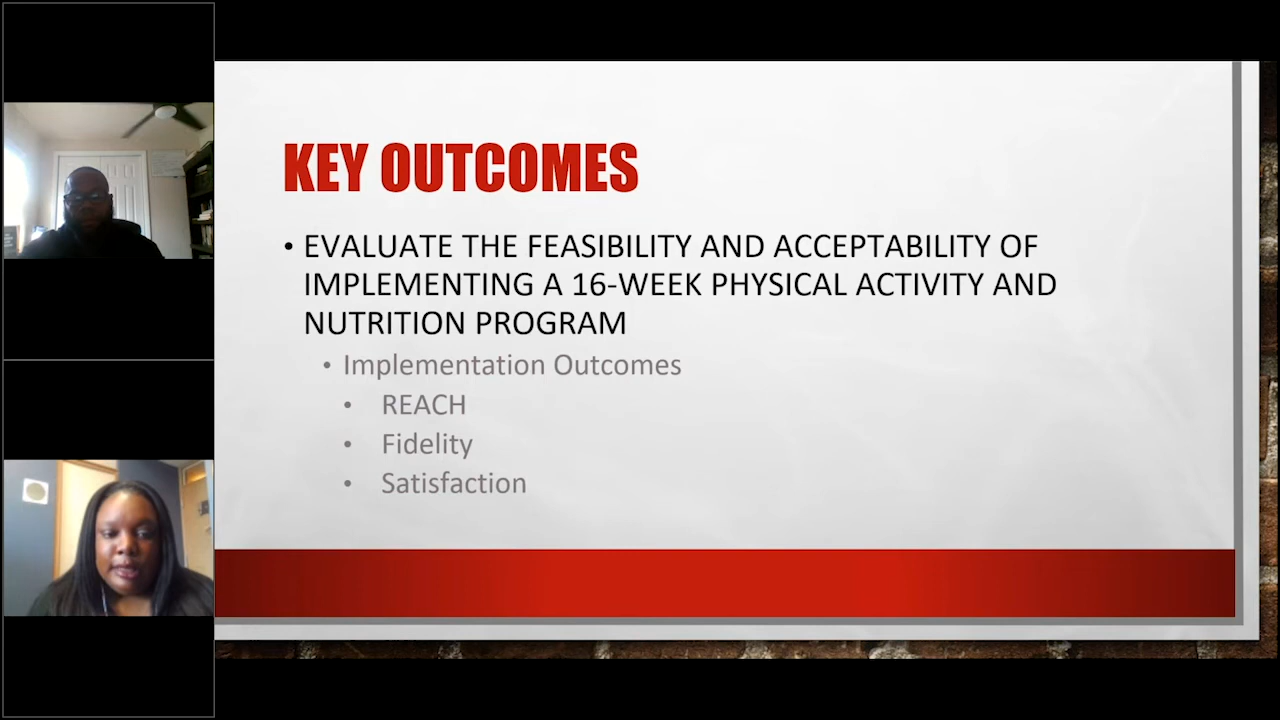 KEY OUTCOMES
• EVALUATE THE FEASIBILITY AND ACCEPTABILITY OF
IMPLEMENTING A 16-WEEK PHYSICAL ACTIVITY AND
NUTRITION PROGRAM
• Implementation Outcomes
• REACH
• Fidelity
• Satisfaction